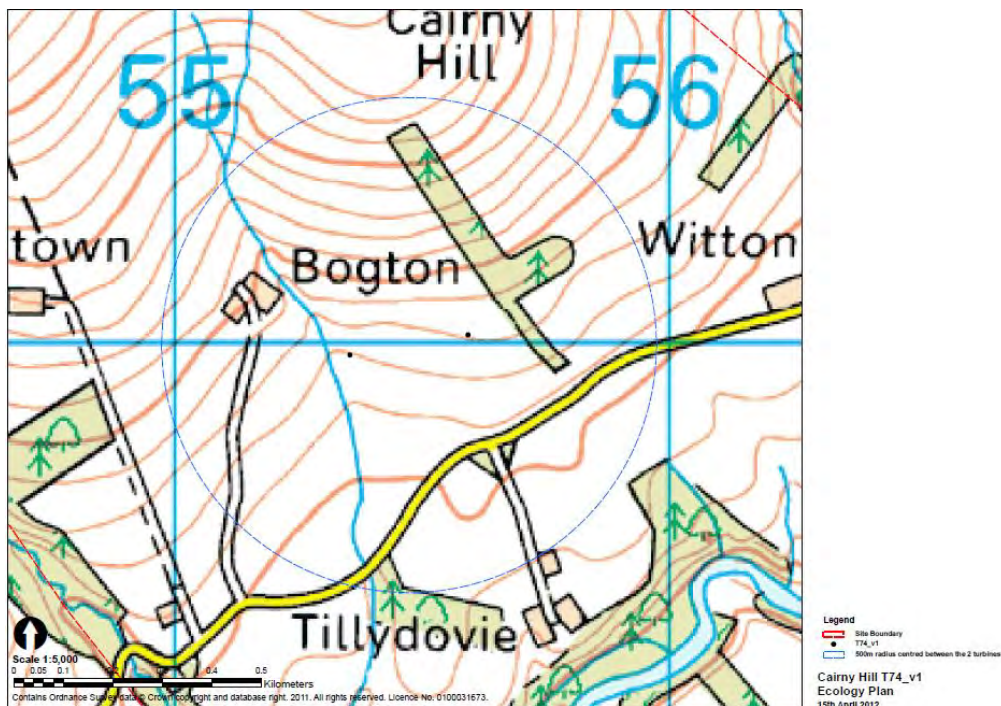 Cairny
Hill
55
56
town
Bogton
Witton
Tillydovie
Scale 1:5,000
0 0.05 0.1 0.2 0.3 0.4 0.5
Kilometers
Contains Ordnance Survey data © Crown copyright and database right. 2011. All rights reserved. Licence No. 0100031673.
Legend
Site Boundary
T74_v1
500m radius centred between the 2 turbines
Cairny Hill T74_v1
Ecology Plan
15th April 2012